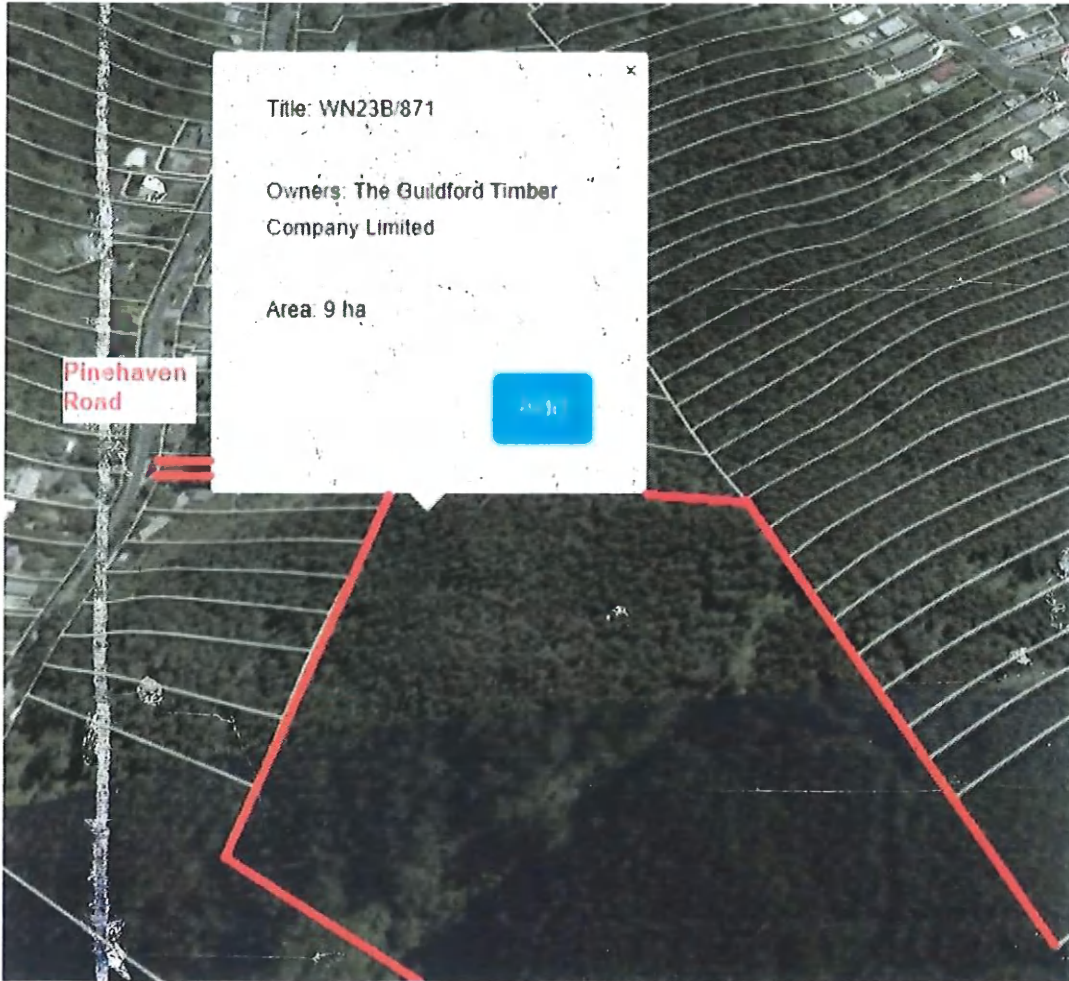 Title: WN23B/871
Owners: The Guildford Timber
Company Limited
Area: 9 ha
Pinehaven
Road